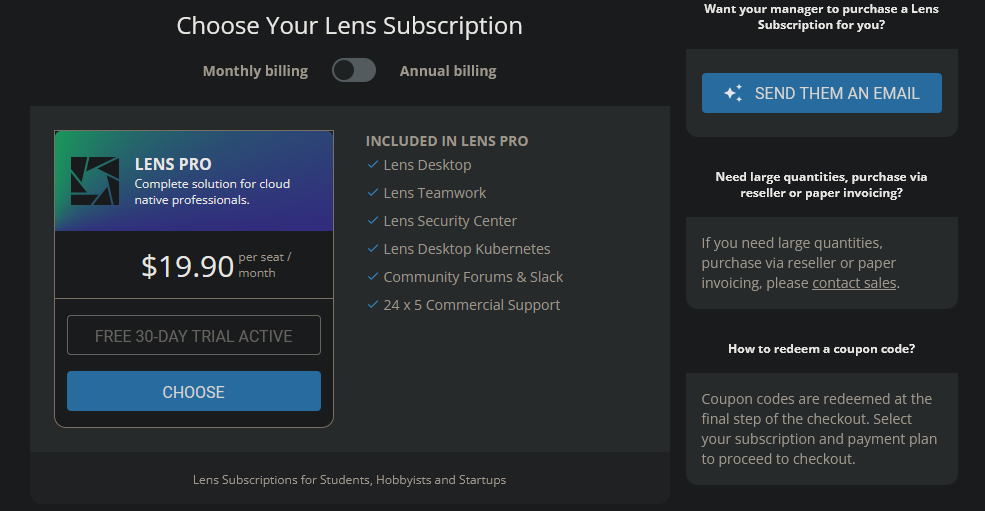 Choose Your Lens Subscription
Monthly billing
Annual billing
LENS PRO
Complete solution for cloud
native professionals.
$19.90 per seat /
month
FREE 30-DAY TRIAL ACTIVE
CHOOSE
INCLUDED IN LENS PRO
Lens Desktop
Lens Teamwork
Lens Security Center
Lens Desktop Kubernetes
Community Forums & Slack
24 x 5 Commercial Support
Lens Subscriptions for Students, Hobbyists and Startups
Want your manager to purchase a Lens
Subscription for you?
SEND THEM AN EMAIL
Need large quantities, purchase via
reseller or paper invoicing?
If you need large quantities,
purchase via reseller or paper
invoicing, please contact sales.
How to redeem a coupon code?
Coupon codes are redeemed at the
final step of the checkout. Select
your subscription and payment plan
to proceed to checkout.